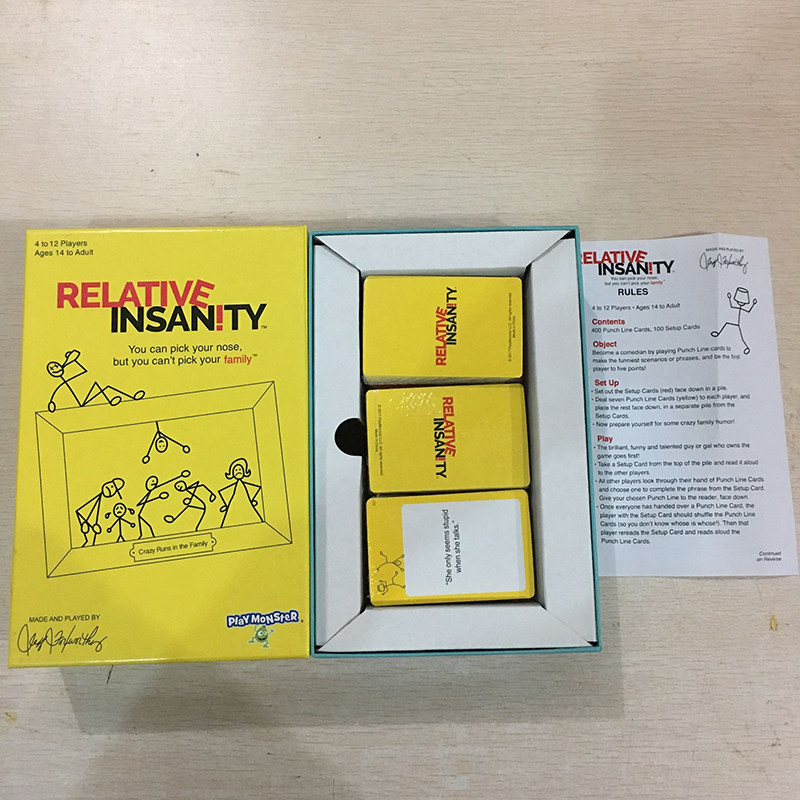 4 to 12 Players
Ages 14 to Adult
RELATIVE
INSAN!TY™
You can pick your nose,
but you can't pick your family™
Crazy Runs in the Family
MADE AND PLAYED BY
Jeff Foxworthy
PLAYMONSTER
RELATIVE
INSAN!TY
RELATIVE
INSAN!TY
"She only seems stupid
when she talks."
RELATIVE
INSAN!TY™
You can pick your nose,
but you can't pick your family™
RULES
MADE AND PLAYED BY
Jeff Foxworthy
4 to 12 Players • Ages 14 to Adult
Contents
400 Punch Line Cards, 100 Setup Cards
Object
Become a comedian by playing Punch Line cards to
make the funniest scenarios or phrases, and be the first
player to five points!
Set Up
• Set out the Setup Cards (red) face down in a pile.
• Deal seven Punch Line Cards (yellow) to each player, and
place the rest face down, in a separate pile from the
Setup Cards.
• Now prepare yourself for some crazy family humor!
Play
• The brilliant, funny and talented guy or gal who owns the
game goes first!
• Take a Setup Card from the top of the pile and read it aloud
to the other players.
• All other players look through their hand of Punch Line Cards
and choose one to complete the phrase from the Setup Card.
Give your chosen Punch Line to the reader, face down.
• Once everyone has handed over a Punch Line Card, the
player with the Setup Card should shuffle the Punch Line
Cards (so you don't know whose is whose!). Then that
player rereads the Setup Card and reads aloud the
Punch Line Cards.
Continued
on Reverse